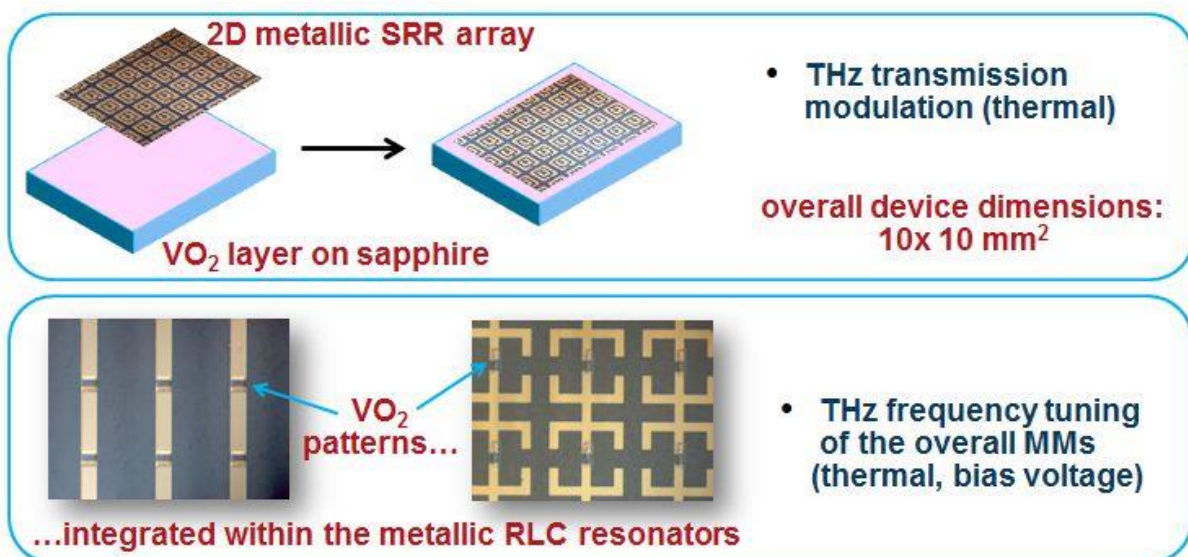 2D metallic SRR array
VO₂ layer on sapphire
• THz transmission
modulation (thermal)
overall device dimensions:
10x 10 mm²
VO₂
patterns...
...integrated within the metallic RLC resonators
• THz frequency tuning
of the overall MMs
(thermal, bias voltage)